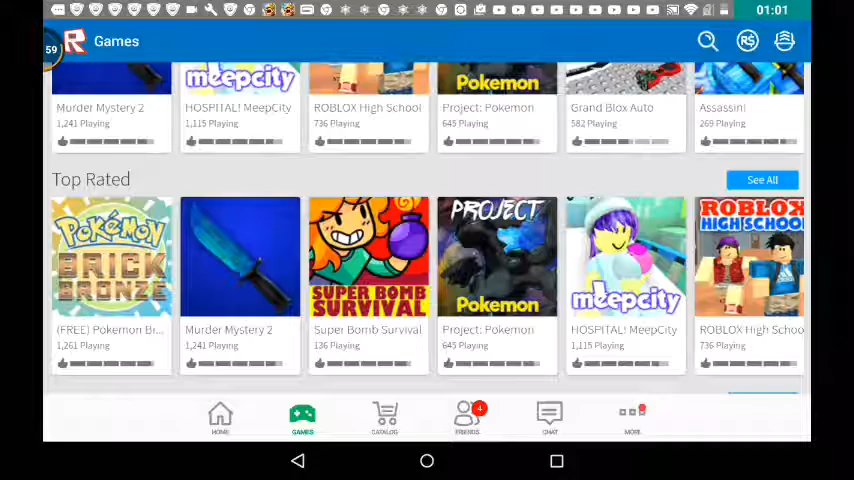 01:01
59
R Games
R$
meepcity
Pokemon
Murder Mystery 2
HOSPITAL! MeepCity
ROBLOX High School
Project: Pokemon
Grand Blox Auto
Assassin!
1,241 Playing
1,115 Playing
736 Playing
645 Playing
582 Playing
269 Playing
Top Rated
See All
POKéMON
BRICK
BRONZE
SUPER BOMB
SURVIVAL
PROJECT
Pokemon
meepcity
ROBLOX
HIGH SCHOO
(FREE) Pokemon Br...
Murder Mystery 2
Super Bomb Survival
Project: Pokemon
HOSPITAL! MeepCity
ROBLOX High Schoo
1,261 Playing
1,241 Playing
136 Playing
645 Playing
1,115 Playing
736 Playing
4
HOME
GAMES
CATALOG
FRIENDS
CHAT
MORE